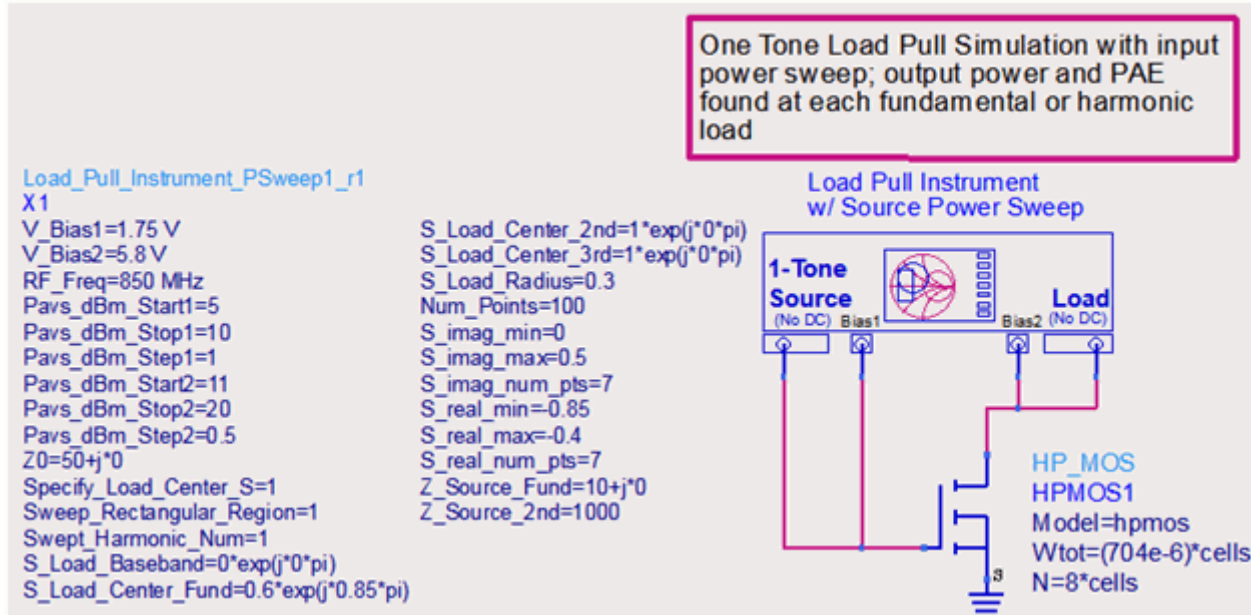 One Tone Load Pull Simulation with input
power sweep; output power and PAE
found at each fundamental or harmonic
load
Load_Pull_Instrument_PSweep1_r1
X1
V_Bias1=1.75 V
V_Bias2=5.8 V
RF_Freq=850 MHz
Pavs_dBm_Start1=5
Pavs_dBm_Stop1=10
Pavs_dBm_Step1=1
Pavs_dBm_Start2=11
Pavs_dBm_Stop2=20
Pavs_dBm_Step2=0.5
Z0=50+j*0
Specify_Load_Center_S=1
Sweep_Rectangular_Region=1
Swept_Harmonic_Num=1
S_Load_Baseband=0*exp(j*0*pi)
S_Load_Center_Fund=0.6*exp(j*0.85*pi)
S_Load_Center_2nd=1*exp(j*0*pi)
S_Load_Center_3rd=1*exp(j*0*pi)
S_Load_Radius=0.3
Num_Points=100
S_imag_min=0
S_imag_max=0.5
S_imag_num_pts=7
S_real_min=-0.85
S_real_max=-0.4
S_real_num_pts=7
Z_Source_Fund=10+j*0
Z_Source_2nd=1000
Load Pull Instrument
w/ Source Power Sweep
1-Tone
Source
(No DC)
Bias1
Bias2
Load
(No DC)
HP_MOS
HPMOS1
Model=hpmos
Wtot=(704e-6)*cells
N=8*cells
3